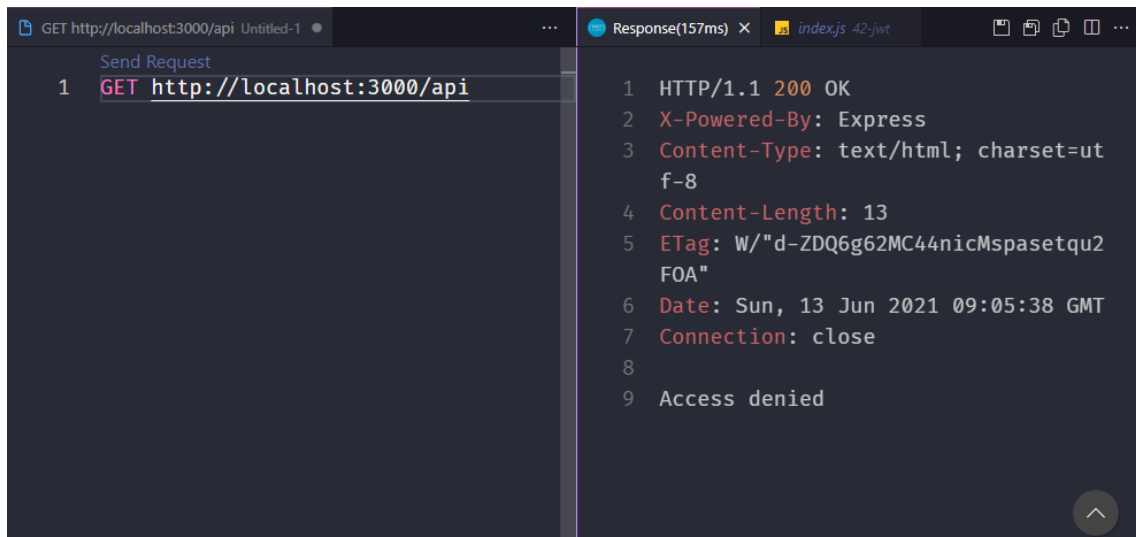 GET http://localhost:3000/api Untitled-1
Send Request
1 GET http://localhost:3000/api
Response(157ms)
JS index.js 42-jwt
1 HTTP/1.1 200 OK
2 X-Powered-By: Express
3 Content-Type: text/html; charset=ut
f-8
4 Content-Length: 13
5 ETag: W/"d-ZDQ6g62MC44nicMspasetqu2
FOA"
6 Date: Sun, 13 Jun 2021 09:05:38 GMT
7 Connection: close
8
9 Access denied